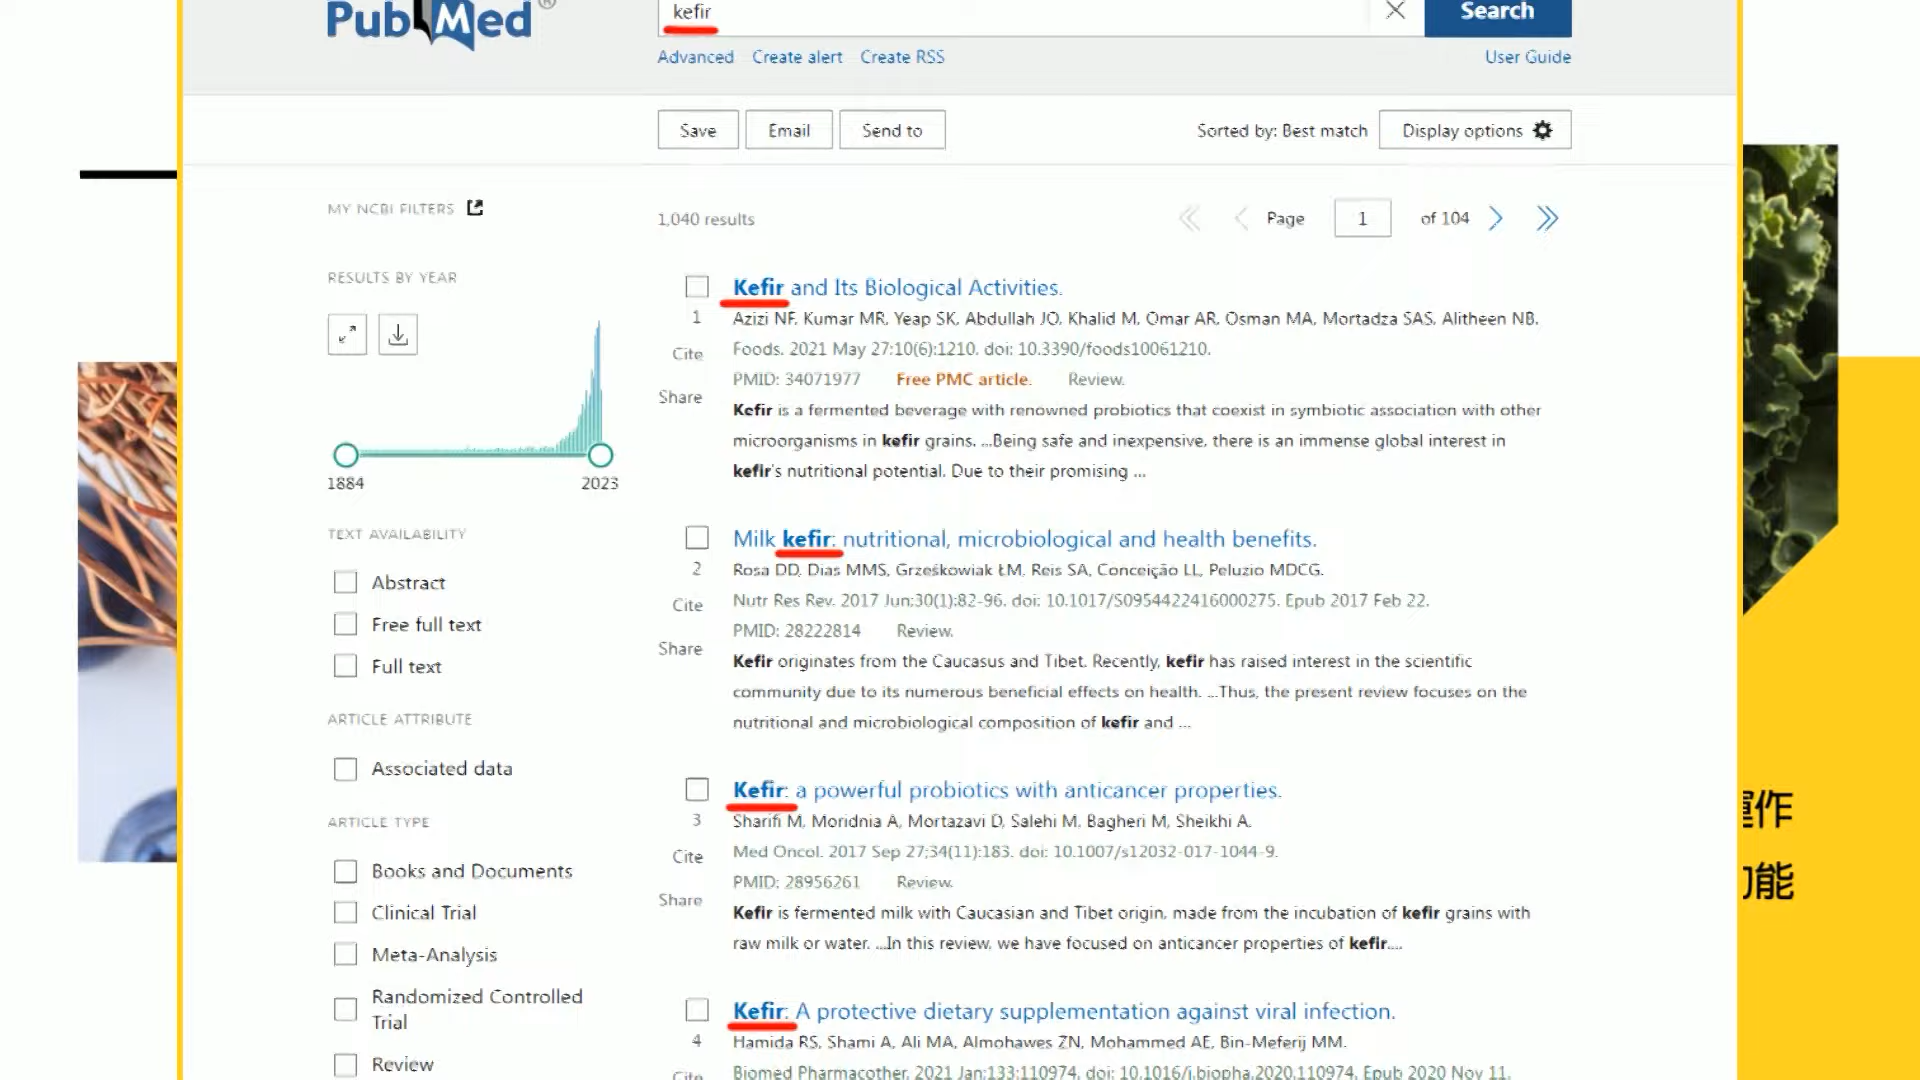 PubMed®
kefir
Search
Advanced Create alert Create RSS
User Guide
Save Email Send to
Sorted by: Best match Display options
MY NCBI FILTERS
1,040 results
Page 1 of 104
RESULTS BY YEAR
1884 2023
TEXT AVAILABILITY
Abstract
Free full text
Full text
ARTICLE ATTRIBUTE
Associated data
ARTICLE TYPE
Books and Documents
Clinical Trial
Meta-Analysis
Randomized Controlled
Trial
Review
Kefir and Its Biological Activities.
1
Azizi NF, Kumar MR, Yeap SK, Abdullah JO, Khalid M, Omar AR, Osman MA, Mortadza SAS, Alitheen NB.
Cite
Foods. 2021 May 27;10(6):1210. doi: 10.3390/foods10061210.
PMID: 34071977 Free PMC article. Review.
Share
Kefir is a fermented beverage with renowned probiotics that coexist in symbiotic association with other
microorganisms in kefir grains. ...Being safe and inexpensive, there is an immense global interest in
kefir's nutritional potential. Due to their promising ...
Milk kefir: nutritional, microbiological and health benefits.
2
Rosa DD, Dias MMS, Grześkowiak ŁM, Reis SA, Conceição LL, Peluzio MDCG.
Cite
Nutr Res Rev. 2017 Jun;30(1):82-96. doi: 10.1017/S0954422416000275. Epub 2017 Feb 22.
PMID: 28222814 Review.
Share
Kefir originates from the Caucasus and Tibet. Recently, kefir has raised interest in the scientific
community due to its numerous beneficial effects on health. ...Thus, the present review focuses on the
nutritional and microbiological composition of kefir and ...
Kefir: a powerful probiotics with anticancer properties.
3
Sharifi M, Moridnia A, Mortazavi D, Salehi M, Bagheri M, Sheikhi A.
Cite
Med Oncol. 2017 Sep 27;34(11):183. doi: 10.1007/s12032-017-1044-9.
PMID: 28956261 Review.
Share
Kefir is fermented milk with Caucasian and Tibet origin, made from the incubation of kefir grains with
raw milk or water. ...In this review, we have focused on anticancer properties of kefir....
Kefir: A protective dietary supplementation against viral infection.
4
Hamida RS, Shami A, Ali MA, Almohawes ZN, Mohammed AE, Bin-Meferij MM.
Cite
Biomed Pharmacother. 2021 Jan;133:110974. doi: 10.1016/j.biopha.2020.110974. Epub 2020 Nov 11.
作
能